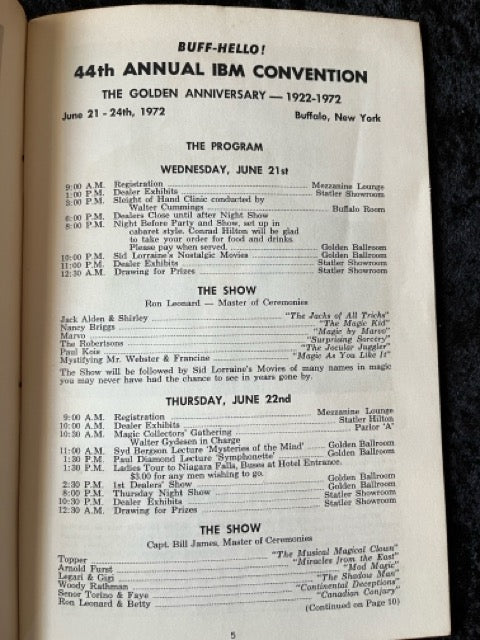 BUFF-HELLO!
44th ANNUAL IBM CONVENTION
THE GOLDEN ANNIVERSARY — 1922-1972
June 21 - 24th, 1972 Buffalo, New York
THE PROGRAM
WEDNESDAY, JUNE 21st
9:00 A.M. Registration Mezzanine Lounge
1:00 P.M. Dealer Exhibits Statler Showroom
3:00 P.M. Sleight of Hand Clinic conducted by
Walter Cummings Buffalo Room
6:00 P.M. Dealers Close until after Night Show
8:00 P.M. Night Before Party and Show, set up in
cabaret style. Conrad Hilton will be glad
to take your order for food and drinks.
Please pay when served. Golden Ballroom
10:00 P.M. Sid Lorraine's Nostalgic Movies Golden Ballroom
11:00 P.M. Dealer Exhibits Statler Showroom
12:30 A.M. Drawing for Prizes Statler Showroom
THE SHOW
Ron Leonard — Master of Ceremonies
Jack Alden & Shirley "The Jacks of All Tricks"
Nancy Briggs "The Magic Kid"
Marvo "Magic by Marvo"
The Robertsons "Surprising Sorcery"
Paul Kois "The Jocular Juggler"
Mystifying Mr. Webster & Francine "Magic As You Like It"
The Show will be followed by Sid Lorraine's Movies of many names in magic
you may never have had the chance to see in years gone by.
THURSDAY, JUNE 22nd
9:00 A.M. Registration Mezzanine Lounge
10:00 A.M. Dealer Exhibits Statler Hilton
10:30 A.M. Magic Collectors' Gathering Parlor 'A'
Walter Gydesen in Charge
11:00 A.M. Syd Bergson Lecture 'Mysteries of the Mind' Golden Ballroom
1:30 P.M. Paul Diamond Lecture 'Symphonette' Golden Ballroom
1:30 P.M. Ladies Tour to Niagara Falls, Buses at Hotel Entrance.
$3.00 for any men wishing to go.
2:30 P.M. 1st Dealers' Show Golden Ballroom
8:00 P.M. Thursday Night Show Golden Ballroom
10:30 P.M. Dealer Exhibits Statler Showroom
12:30 A.M. Drawing for Prizes Statler Showroom
THE SHOW
Capt. Bill James, Master of Ceremonies
Topper "The Musical Magical Clown"
Arnold Furst "Miracles from the East"
Legari & Gigi "Mod Magic"
Woody Rathman "The Shadow Man"
Senor Torino & Faye "Continental Deceptions"
Ron Leonard & Betty "Canadian Conjury"
(Continued on Page 10)
5